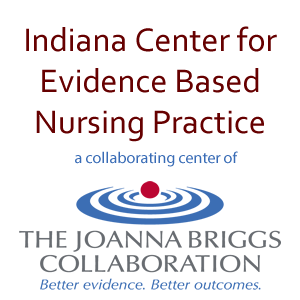 Indiana Center for
Evidence Based
Nursing Practice
a collaborating center of
THE JOANNA BRIGGS
COLLABORATION
Better evidence. Better outcomes.